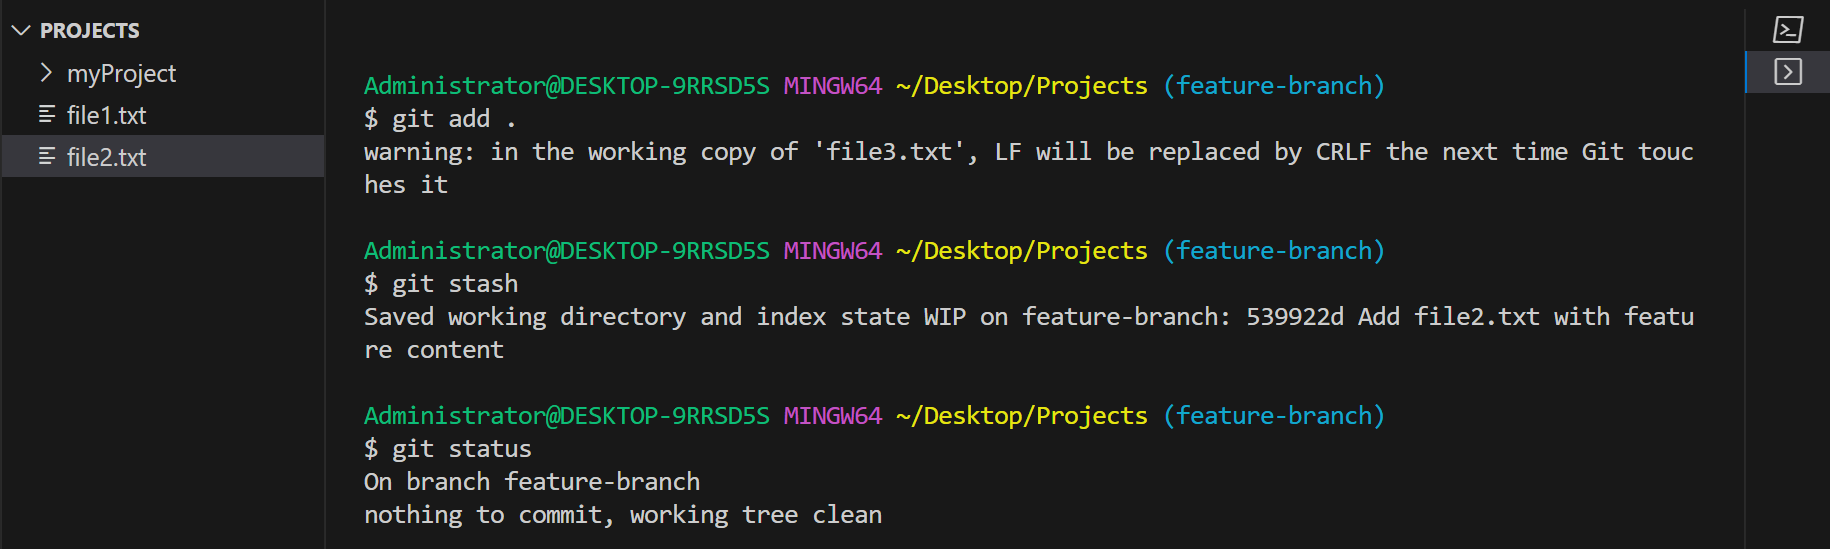 PROJECTS
myProject
file1.txt
file2.txt
Administrator@DESKTOP-9RRSD5S MINGW64 ~/Desktop/Projects (feature-branch)
$ git add .
warning: in the working copy of 'file3.txt', LF will be replaced by CRLF the next time Git touc
hes it
Administrator@DESKTOP-9RRSD5S MINGW64 ~/Desktop/Projects (feature-branch)
$ git stash
Saved working directory and index state WIP on feature-branch: 539922d Add file2.txt with featu
re content
Administrator@DESKTOP-9RRSD5S MINGW64 ~/Desktop/Projects (feature-branch)
$ git status
On branch feature-branch
nothing to commit, working tree clean